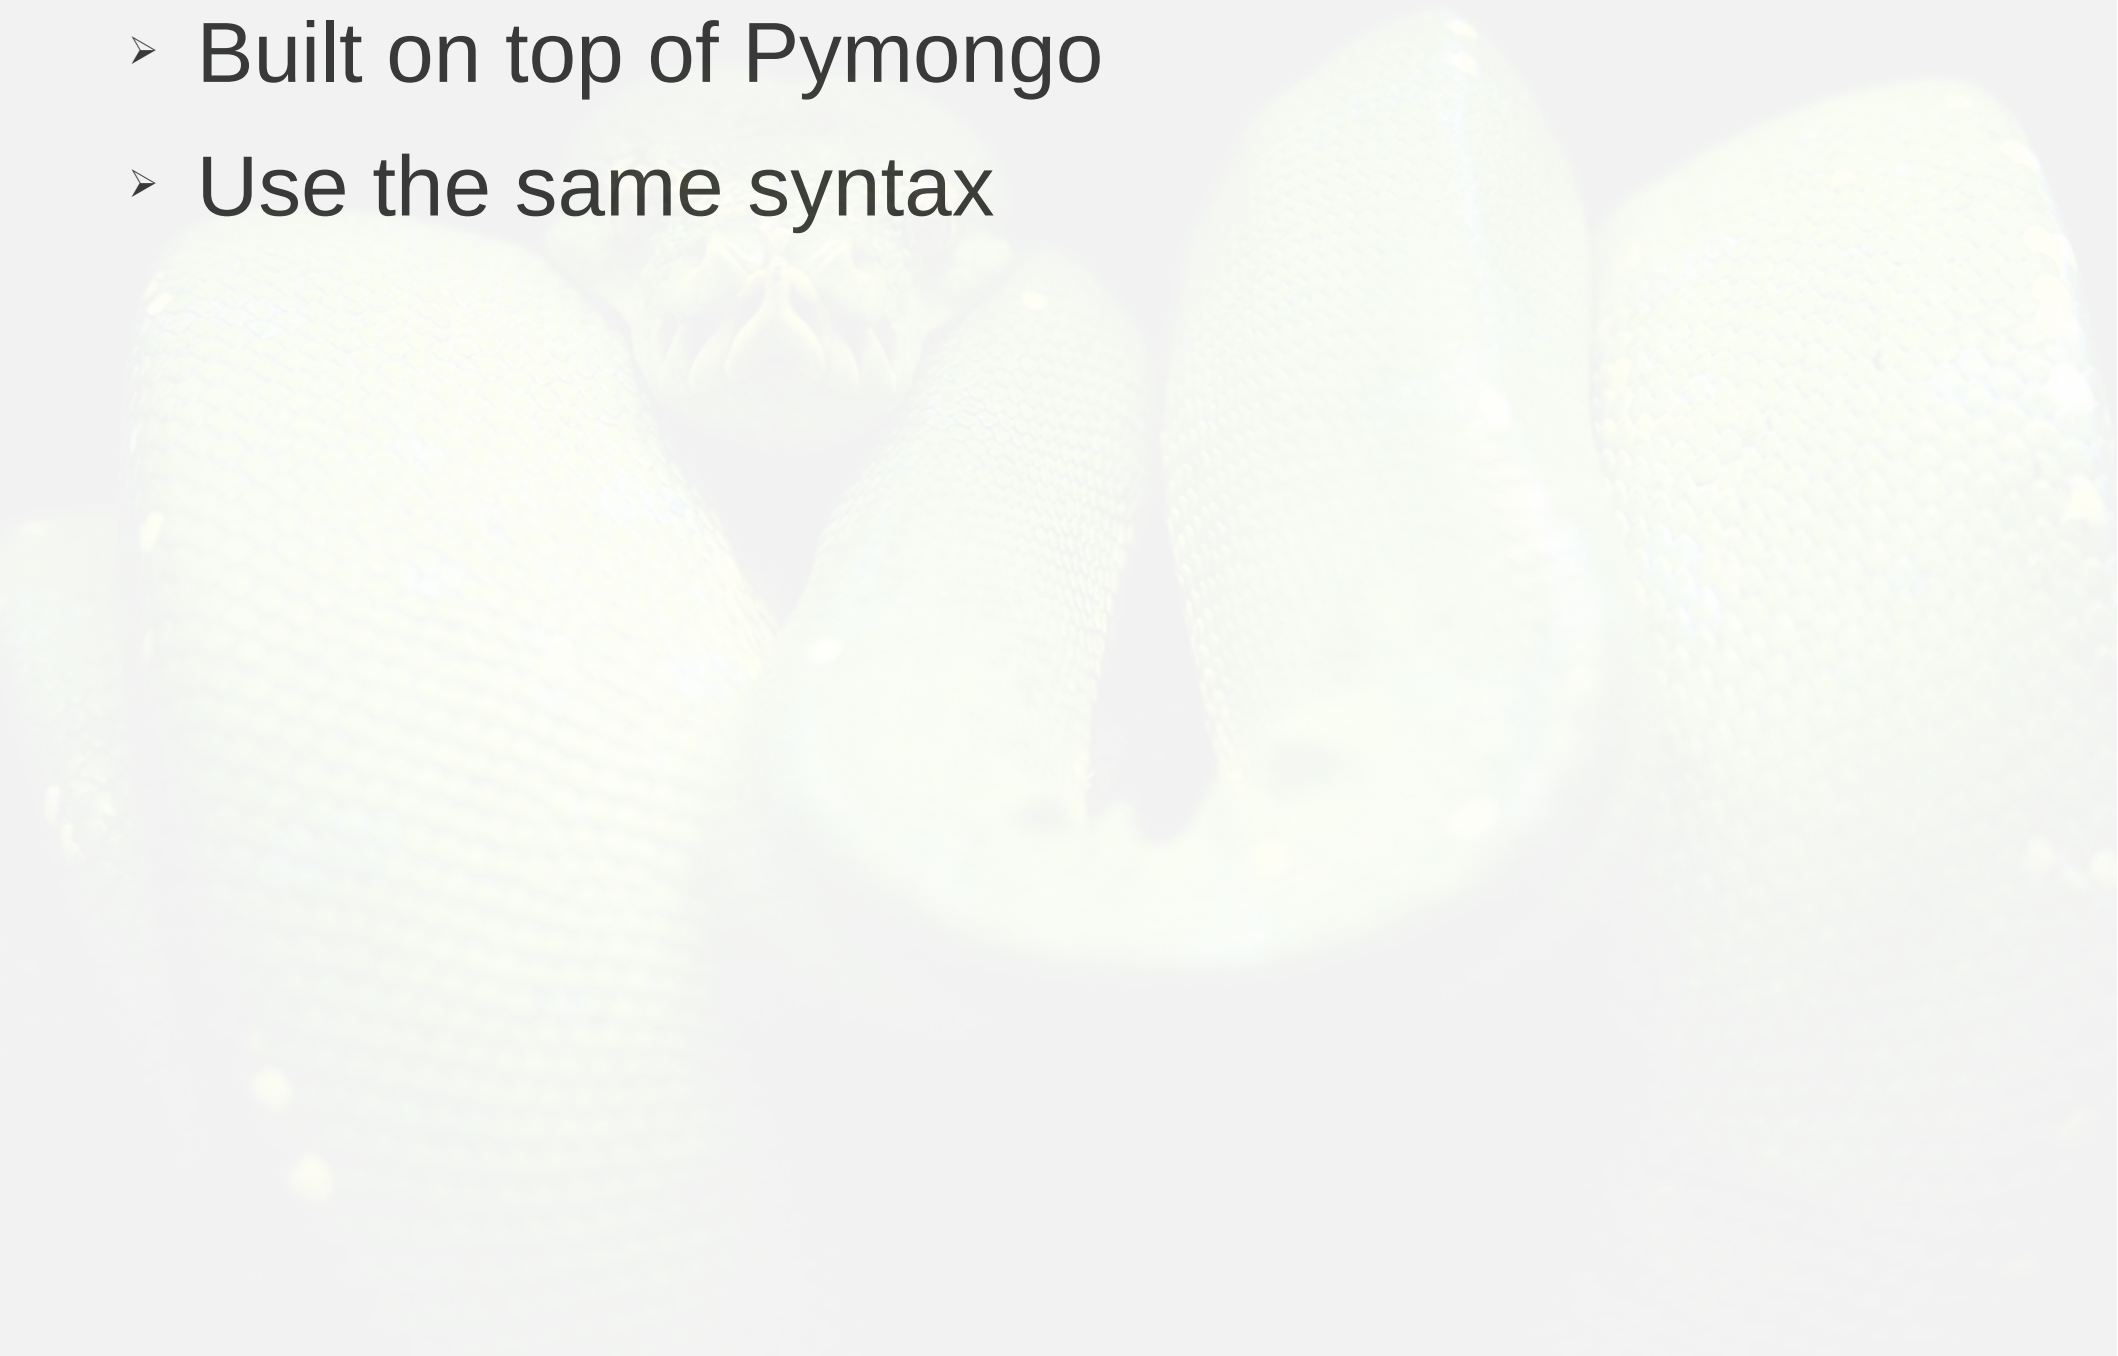 ➢ Built on top of Pymongo
➢ Use the same syntax